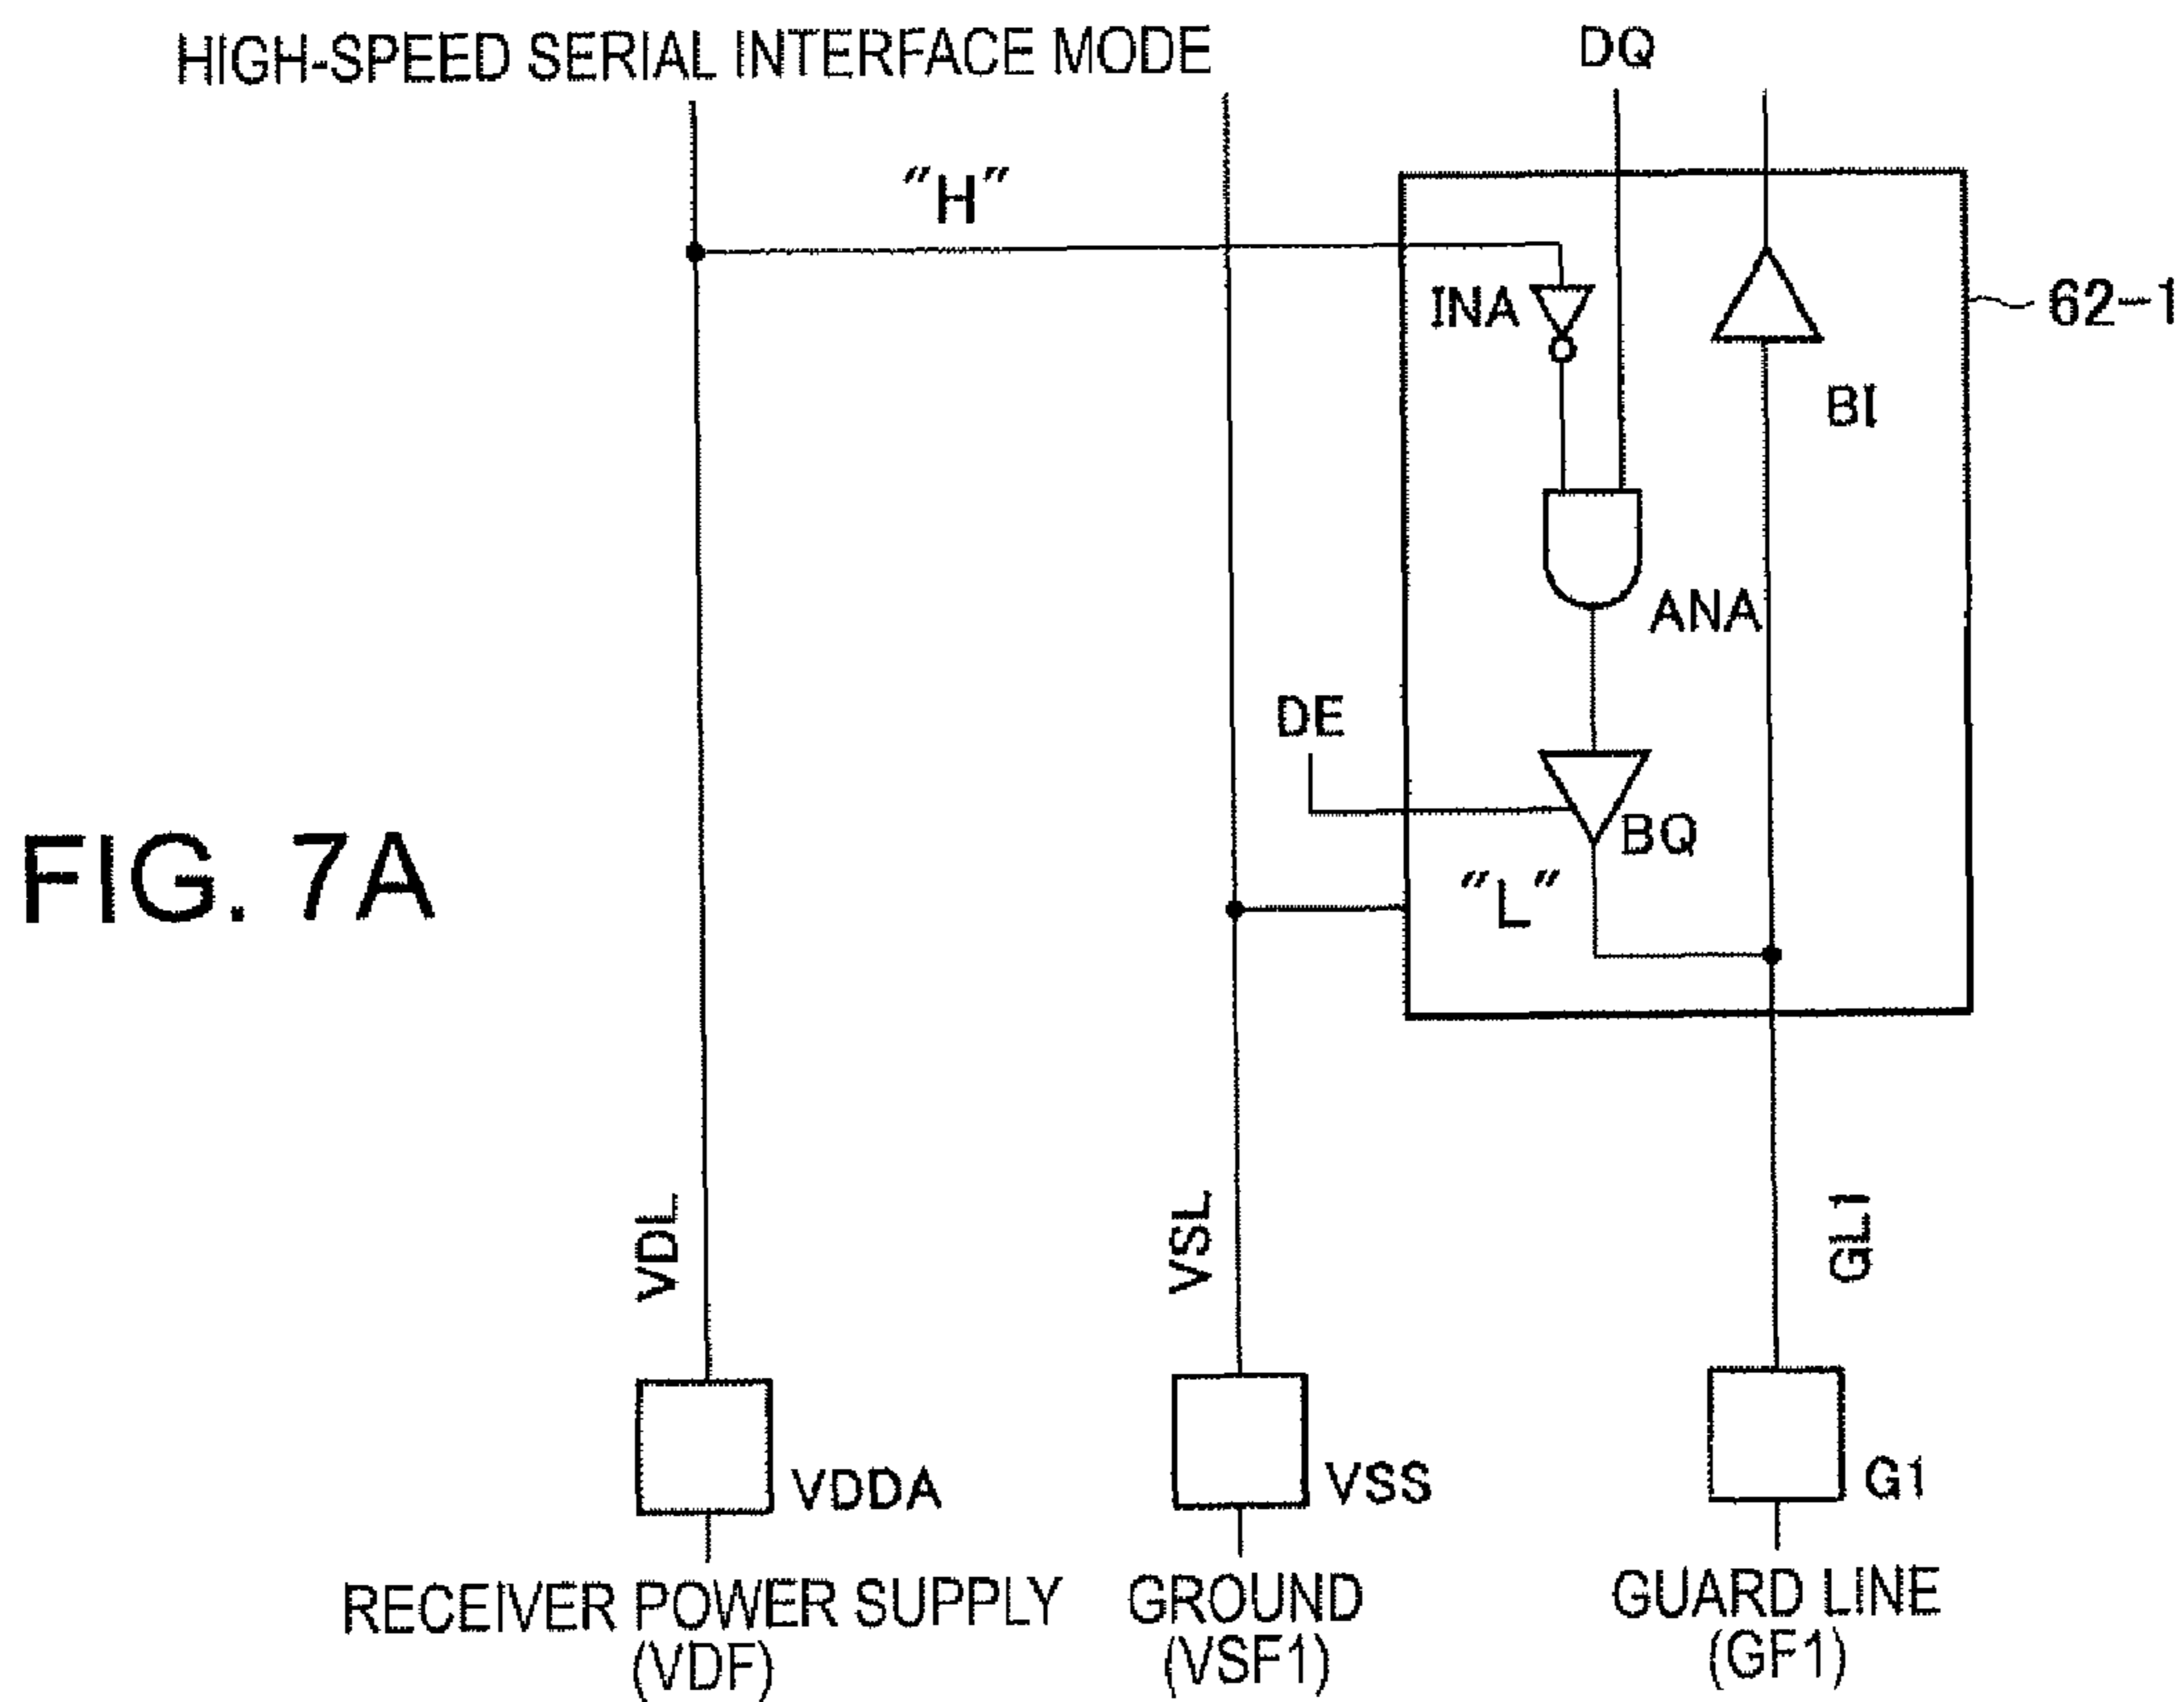 HIGH-SPEED SERIAL INTERFACE MODE
DQ
"H"
INA
62-1
BI
ANA
DE
BQ
FIG. 7A
"L"
VDL
VSL
GL1
VDDA
VSS
G1
RECEIVER POWER SUPPLY
(VDF)
GROUND
(VSF1)
GUARD LINE
(GF1)